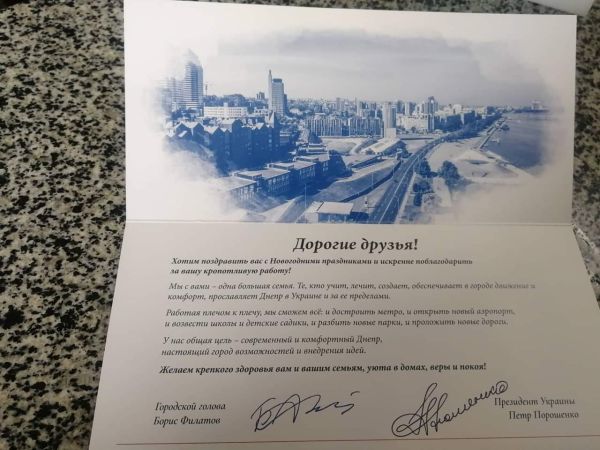 Дорогие друзья!
Хотим поздравить вас с Новогодними праздниками и искренне поблагодарить
за вашу кропотливую работу!
Мы с вами – одна большая семья. Те, кто учит, лечит, создает, обеспечивает в городе движение и
комфорт, прославляет Днепр в Украине и за ее пределами.
Работая плечом к плечу, мы сможем всё: и достроить метро, и открыть новый аэропорт,
и возвести школы и детские садики, и разбить новые парки, и проложить новые дороги.
У нас общая цель – современный и комфортный Днепр,
настоящий город возможностей и внедрения идей.
Желаем крепкого здоровья вам и вашим семьям, уюта в домах, веры и покоя!
Городской голова
Борис Филатов
Президент Украины
Петр Порошенко